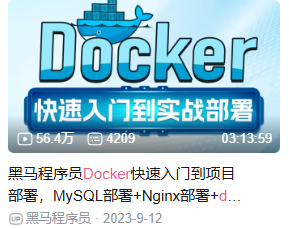 Docker
快速入门到实战部署
56.4万 4209 03:13:59
黑马程序员Docker快速入门到项目
部署，MySQL部署+Nginx部署+d...
UP 黑马程序员 · 2023-9-12